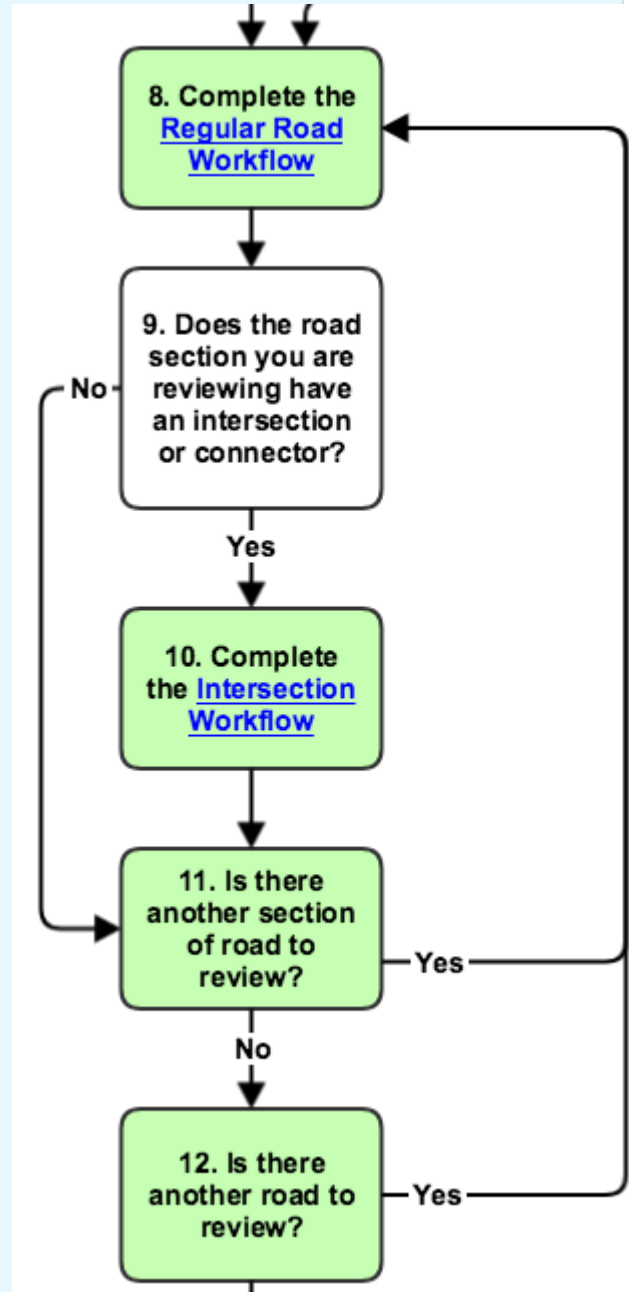 8. Complete the
Regular Road
Workflow
9. Does the road
section you are
reviewing have
an intersection
or connector?
No
Yes
10. Complete
the Intersection
Workflow
11. Is there
another section
of road to
review?
Yes
No
12. Is there
another road to
review?
Yes